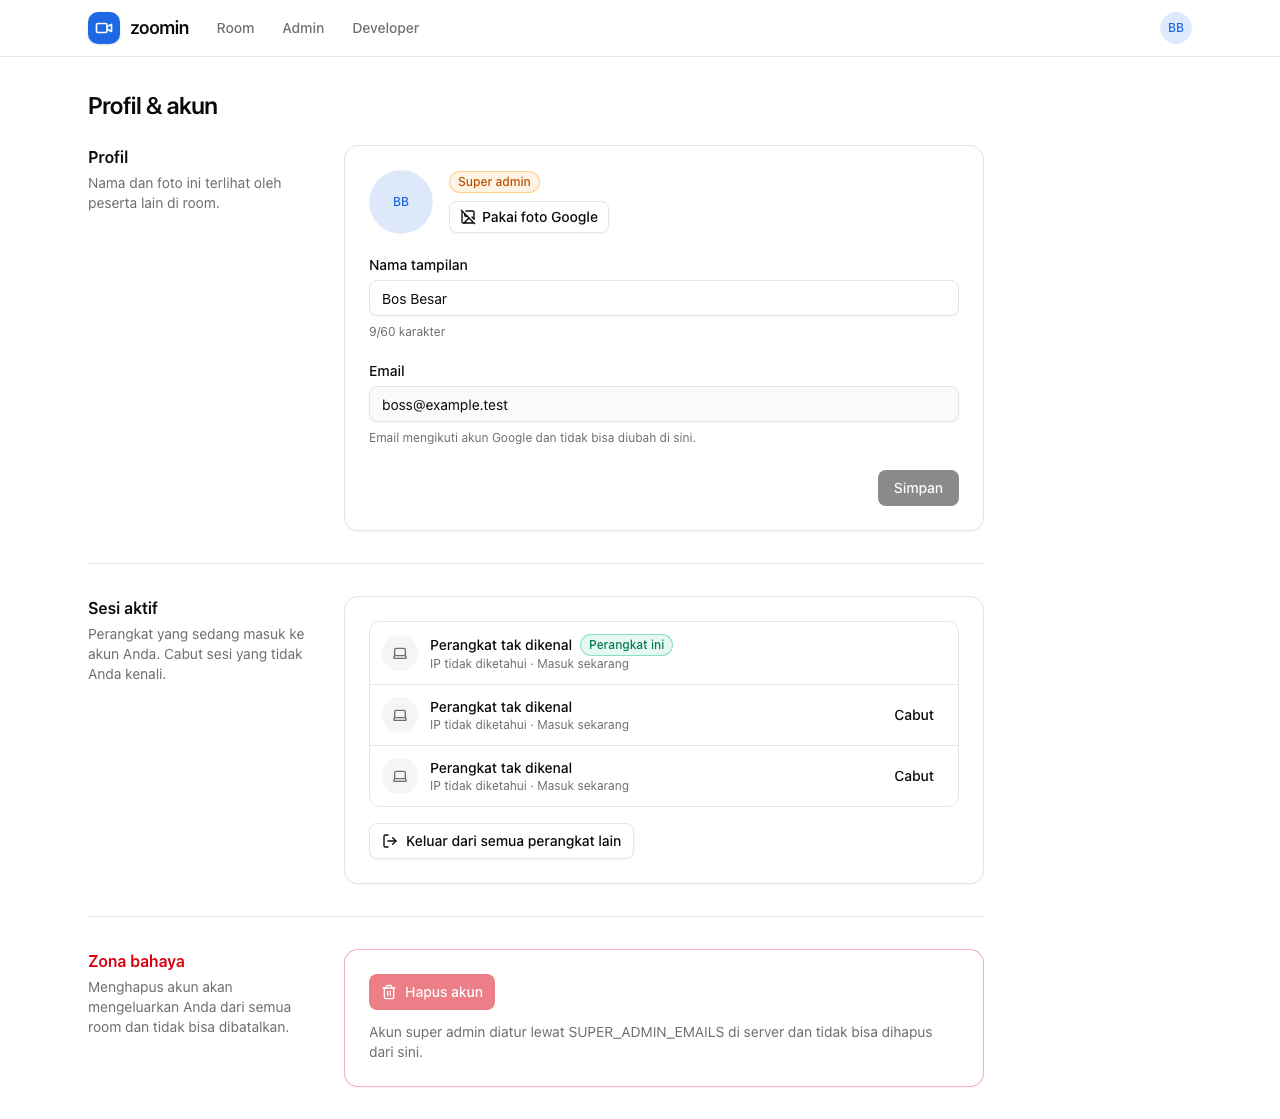 zoomin Room Admin Developer BB
Profil & akun
Profil
Nama dan foto ini terlihat oleh
peserta lain di room.
BB
Super admin
Pakai foto Google
Nama tampilan
Bos Besar
9/60 karakter
Email
boss@example.test
Email mengikuti akun Google dan tidak bisa diubah di sini.
Simpan
Sesi aktif
Perangkat yang sedang masuk ke
akun Anda. Cabut sesi yang tidak
Anda kenali.
Perangkat tak dikenal Perangkat ini
IP tidak diketahui · Masuk sekarang
Perangkat tak dikenal
IP tidak diketahui · Masuk sekarang
Cabut
Perangkat tak dikenal
IP tidak diketahui · Masuk sekarang
Cabut
Keluar dari semua perangkat lain
Zona bahaya
Menghapus akun akan
mengeluarkan Anda dari semua
room dan tidak bisa dibatalkan.
Hapus akun
Akun super admin diatur lewat SUPER_ADMIN_EMAILS di server dan tidak bisa dihapus
dari sini.